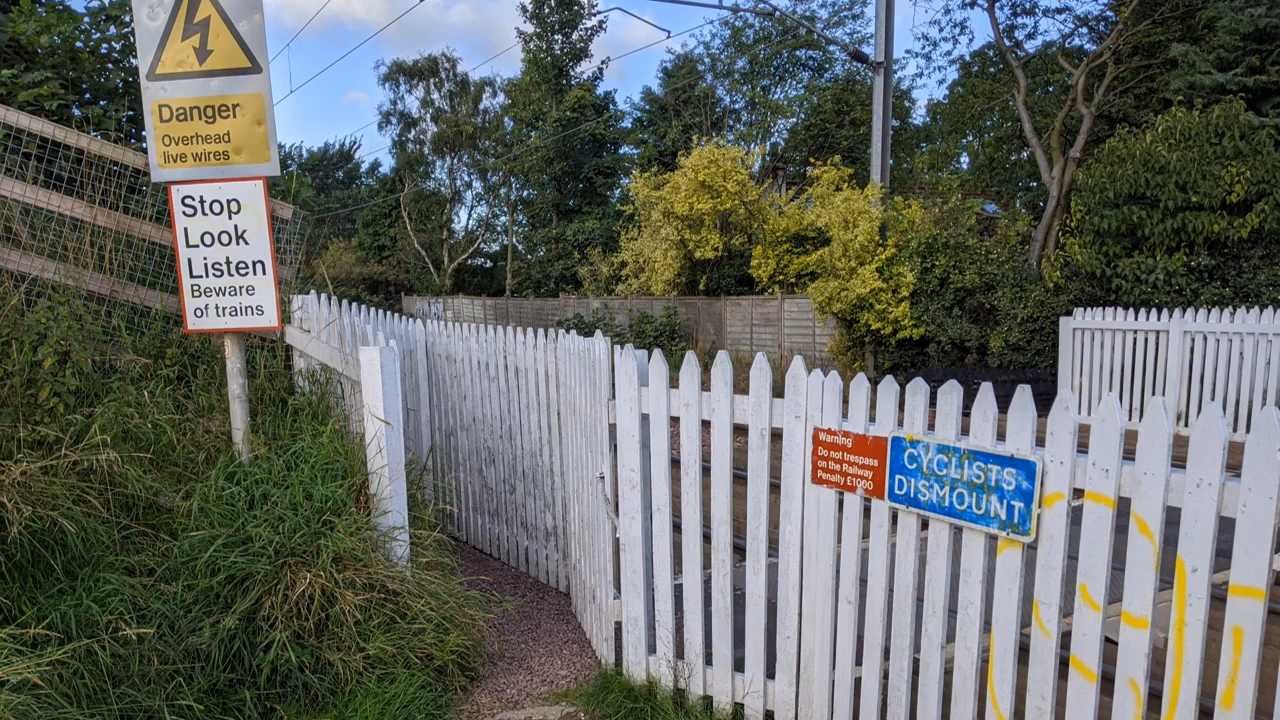 Danger
Overhead
live wires
Stop
Look
Listen
Beware
of trains
Warning
Do not trespass
on the Railway
Penalty £1000
CYCLISTS
DISMOUNT